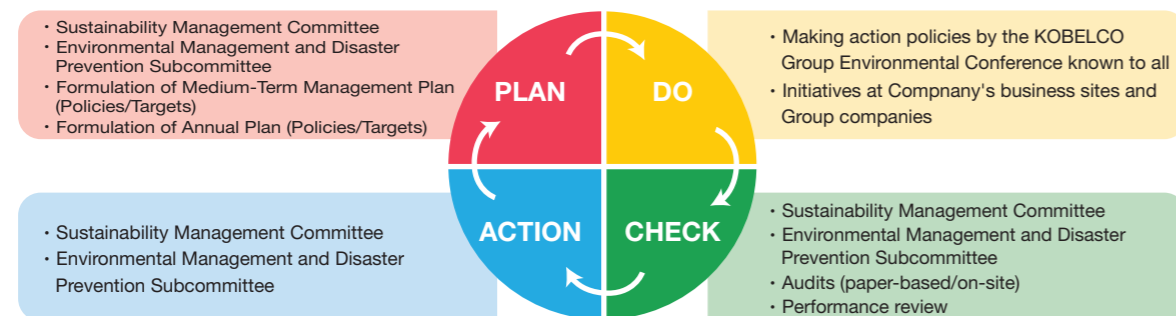 ・Sustainability Management Committee
・Environmental Management and Disaster
Prevention Subcommittee
・Formulation of Medium-Term Management Plan
(Policies/Targets)
・Formulation of Annual Plan (Policies/Targets)
PLAN
DO
・Making action policies by the KOBELCO
Group Environmental Conference known to all
・Initiatives at Compnany's business sites and
Group companies
・Sustainability Management Committee
・Environmental Management and Disaster
Prevention Subcommittee
ACTION
CHECK
・Sustainability Management Committee
・Environmental Management and Disaster
Prevention Subcommittee
・Audits (paper-based/on-site)
・Performance review